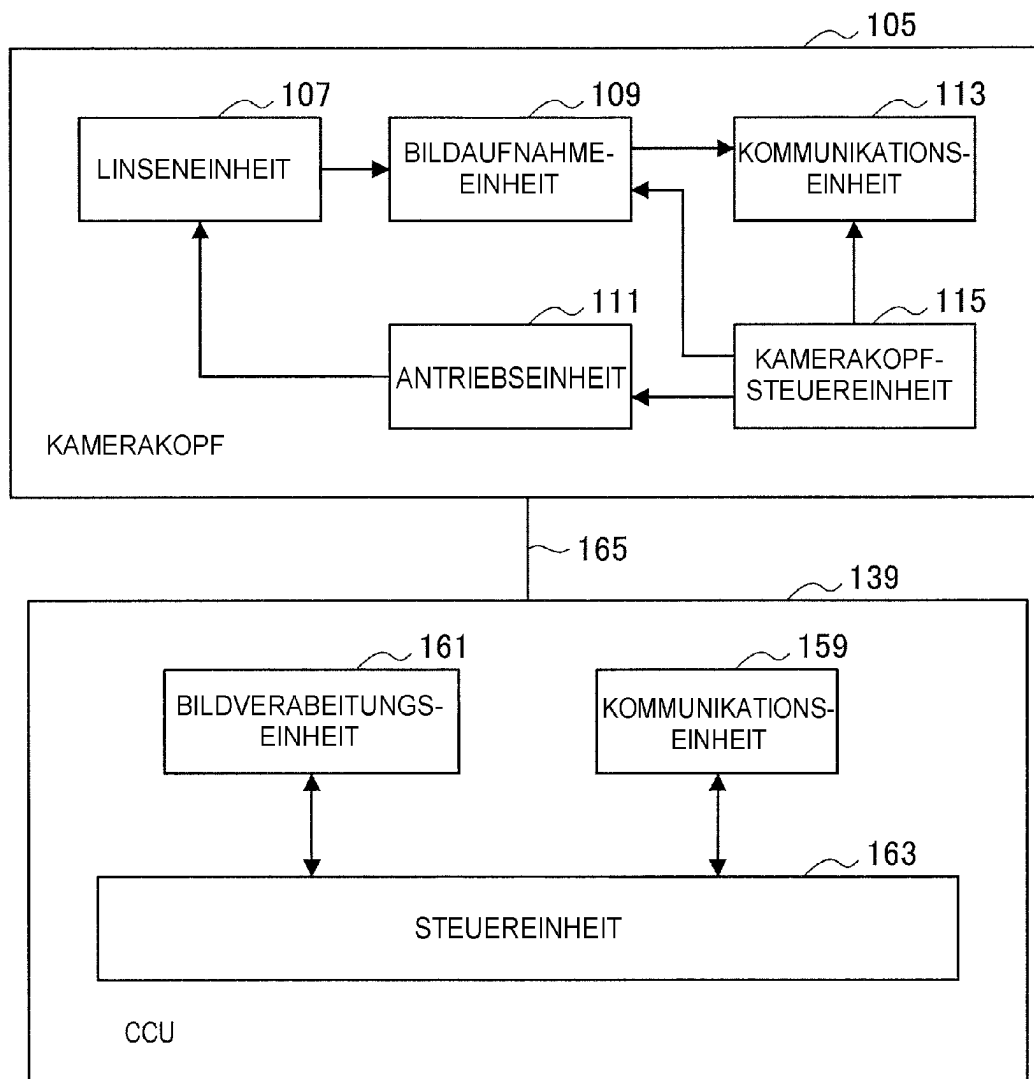 105
107
109
113
LINSENEINHEIT
BILDAUFNAHME-
EINHEIT
KOMMUNIKATIONS-
EINHEIT
111
115
ANTRIEBSEINHEIT
KAMERAKOPF-
STEUEREINHEIT
KAMERAKOPF
165
139
161
159
BILDVERABEITUNGS-
EINHEIT
KOMMUNIKATIONS-
EINHEIT
163
STEUEREINHEIT
CCU